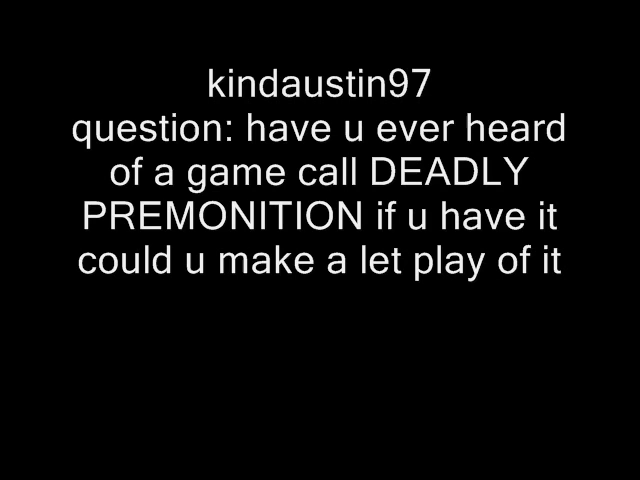 kindaustin97
question: have u ever heard
of a game call DEADLY
PREMONITION if u have it
could u make a let play of it